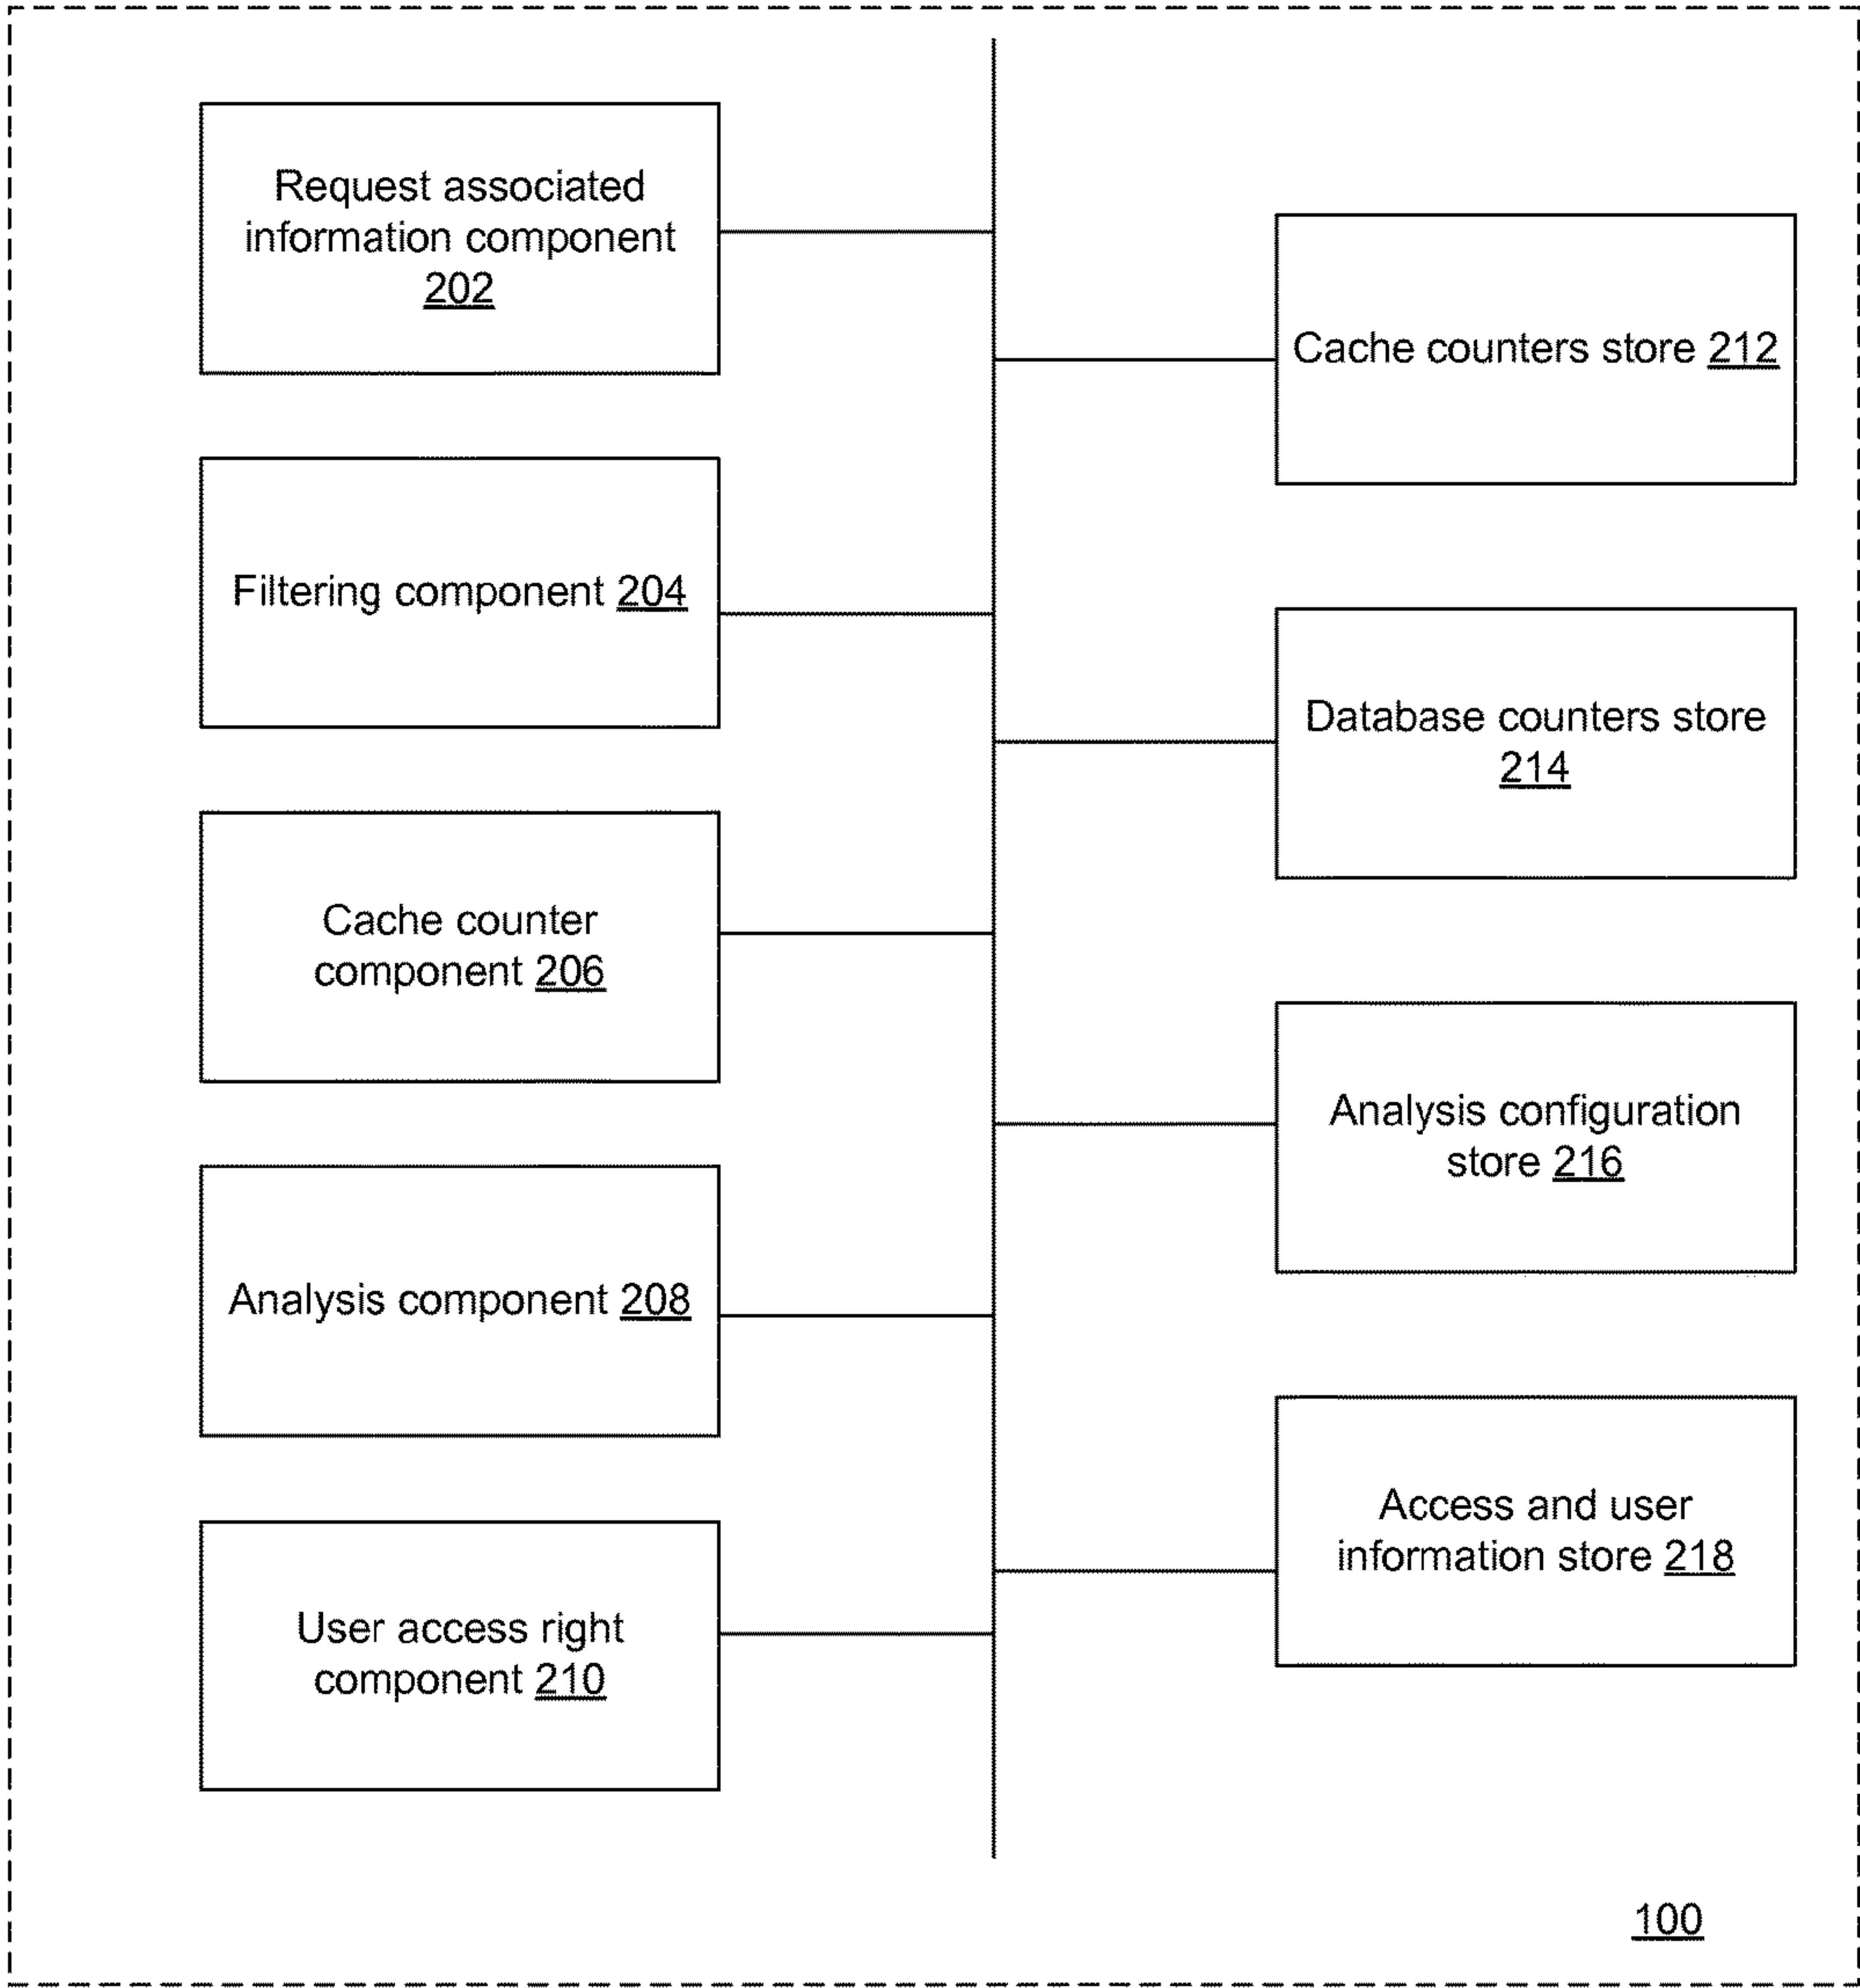 Request associated
information component
202
Filtering component 204
Cache counter
component 206
Analysis component 208
User access right
component 210
Cache counters store 212
Database counters store
214
Analysis configuration
store 216
Access and user
information store 218
100